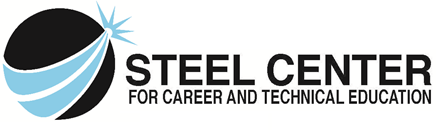 STEEL CENTER
FOR CAREER AND TECHNICAL EDUCATION